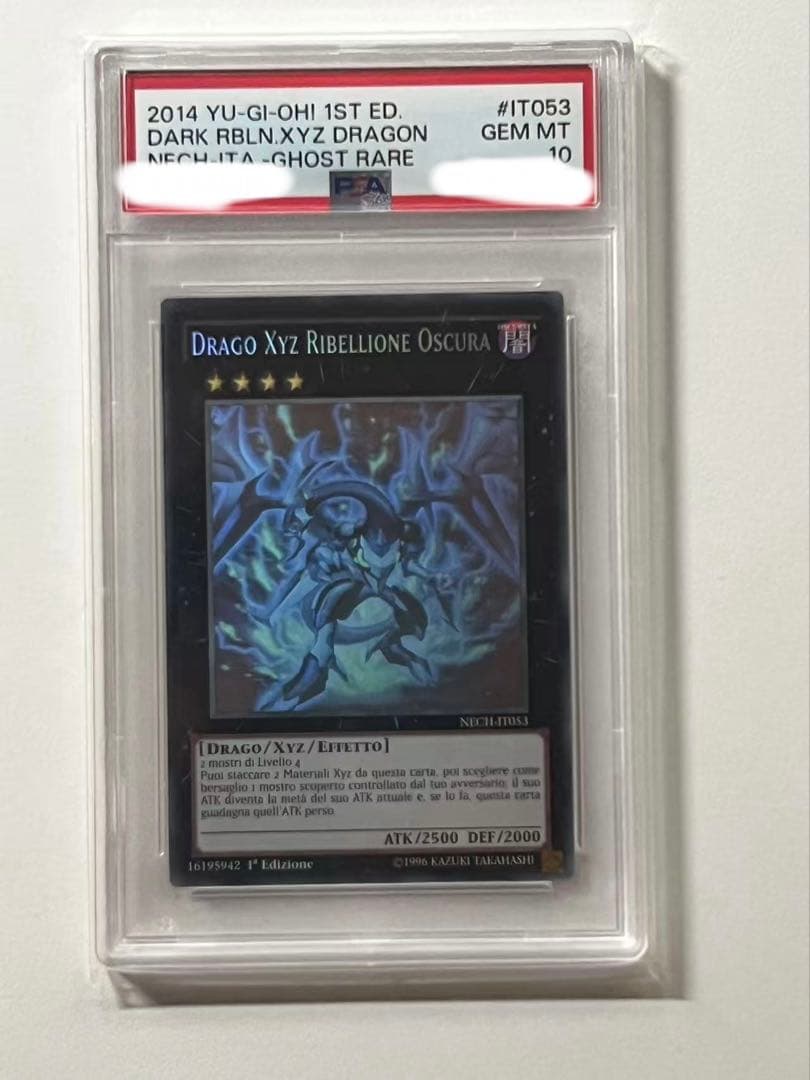 2014 YU-GI-OH! 1ST ED. #IT053
DARK RBLN.XYZ DRAGON GEM MT
NECH-ITA.-GHOST RARE 10
PSA
DRAGO XYZ RIBELLIONE OSCURA
闇
NECH-IT053
[DRAGO/XYZ/EFFETTO]
2 mostri di Livello 4
Puoi staccare 2 Materiali Xyz da questa carta, poi scegliere come
bersaglio 1 mostro scoperto controllato dal tuo avversario; il suo
ATK diventa la metà del suo ATK attuale e, se lo fa, questa carta
guadagna quell'ATK perso.
ATK/2500 DEF/2000
16195942 1ª Edizione ©1996 KAZUKI TAKAHASHI